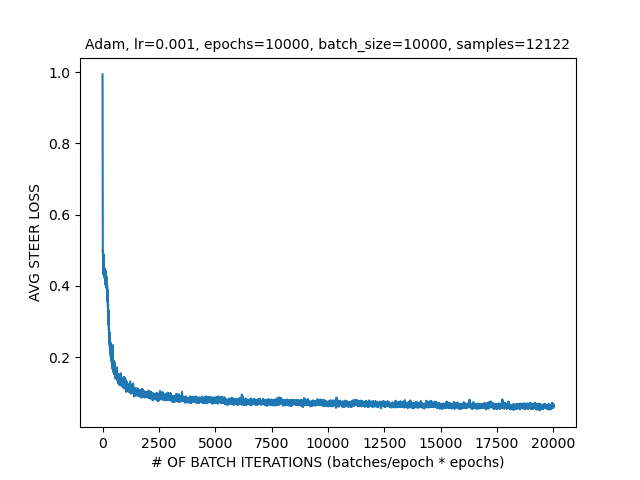 Adam, lr=0.001, epochs=10000, batch_size=10000, samples=12122
1.0
0.8
0.6
0.4
0.2
AVG STEER LOSS
0 2500 5000 7500 10000 12500 15000 17500 20000
# OF BATCH ITERATIONS (batches/epoch * epochs)